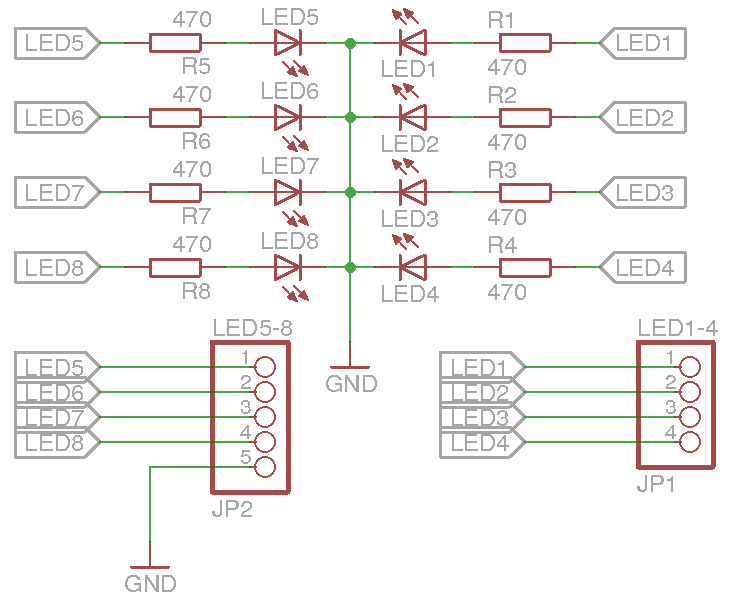 470 LED5 R1
LED5 LED1
R5 LED1 470
470 LED6 R2
LED6 LED2
R6 LED2 470
470 LED7 R3
LED7 LED3
R7 LED3 470
470 LED8 R4
LED8 LED4
R8 LED4 470
LED5-8 LED1-4
LED5 1 LED1 1
LED6 2 GND LED2 2
LED7 3 LED3 3
LED8 4 LED4 4
5
JP2 JP1
GND